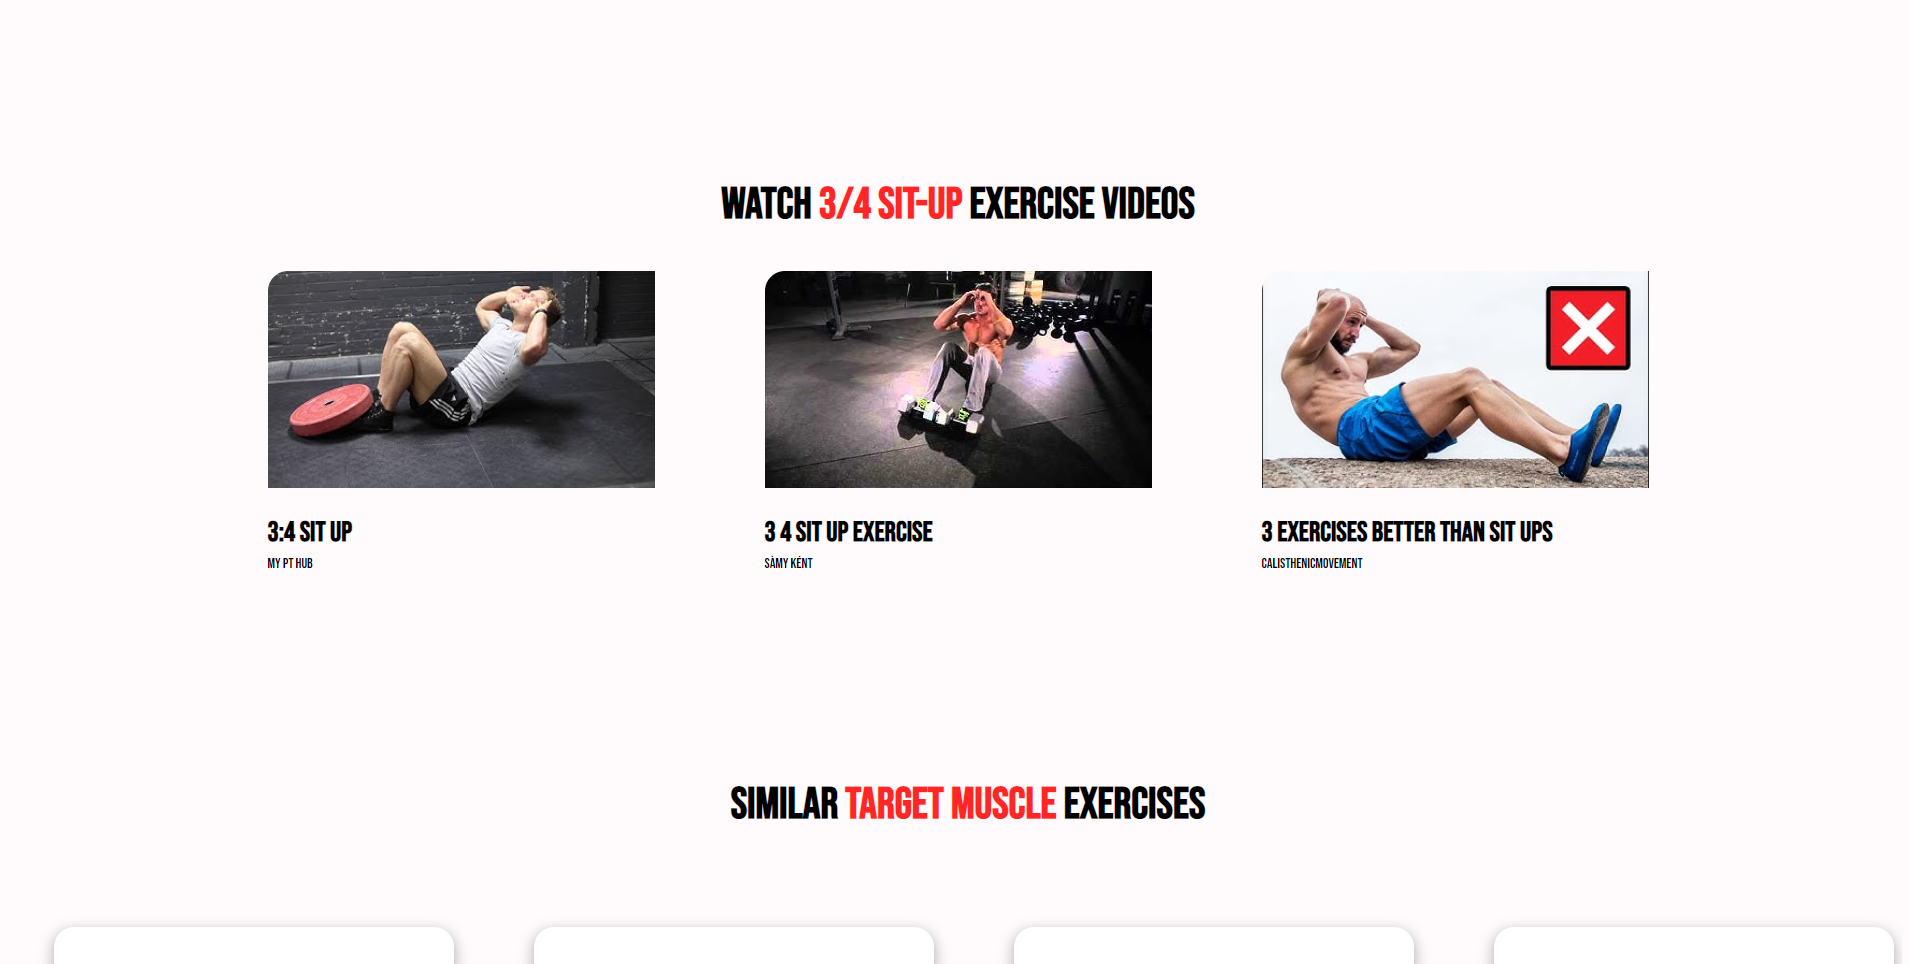 WATCH 3/4 SIT-UP EXERCISE VIDEOS
3:4 SIT UP
MY PT HUB
3 4 SIT UP EXERCISE
SÀMY KÉNT
3 EXERCISES BETTER THAN SIT UPS
CALISTHENICMOVEMENT
SIMILAR TARGET MUSCLE EXERCISES